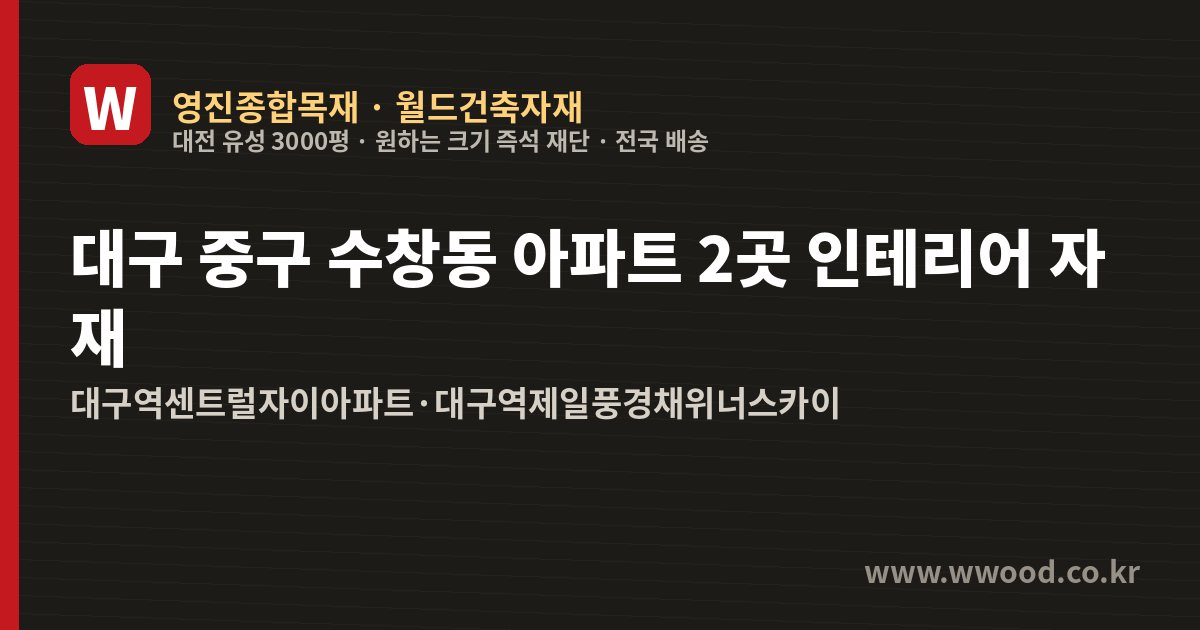 W
영진종합목재 · 월드건축자재
대전 유성 3000평 · 원하는 크기 즉석 재단 · 전국 배송
대구 중구 수창동 아파트 2곳 인테리어 자
재
대구역센트럴자이아파트·대구역제일풍경채위너스카이
www.wwood.co.kr